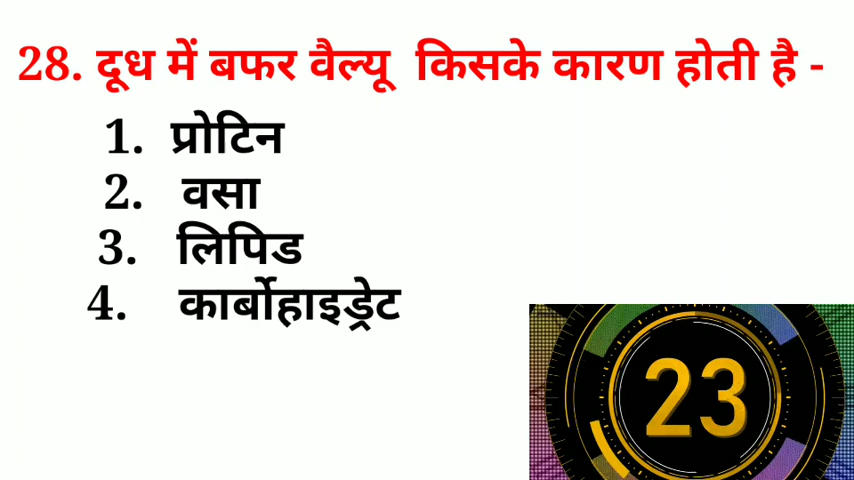 28. दूध में बफर वैल्यू किसके कारण होती है -
1. प्रोटिन
2. वसा
3. लिपिड
4. कार्बोहाइड्रेट
23